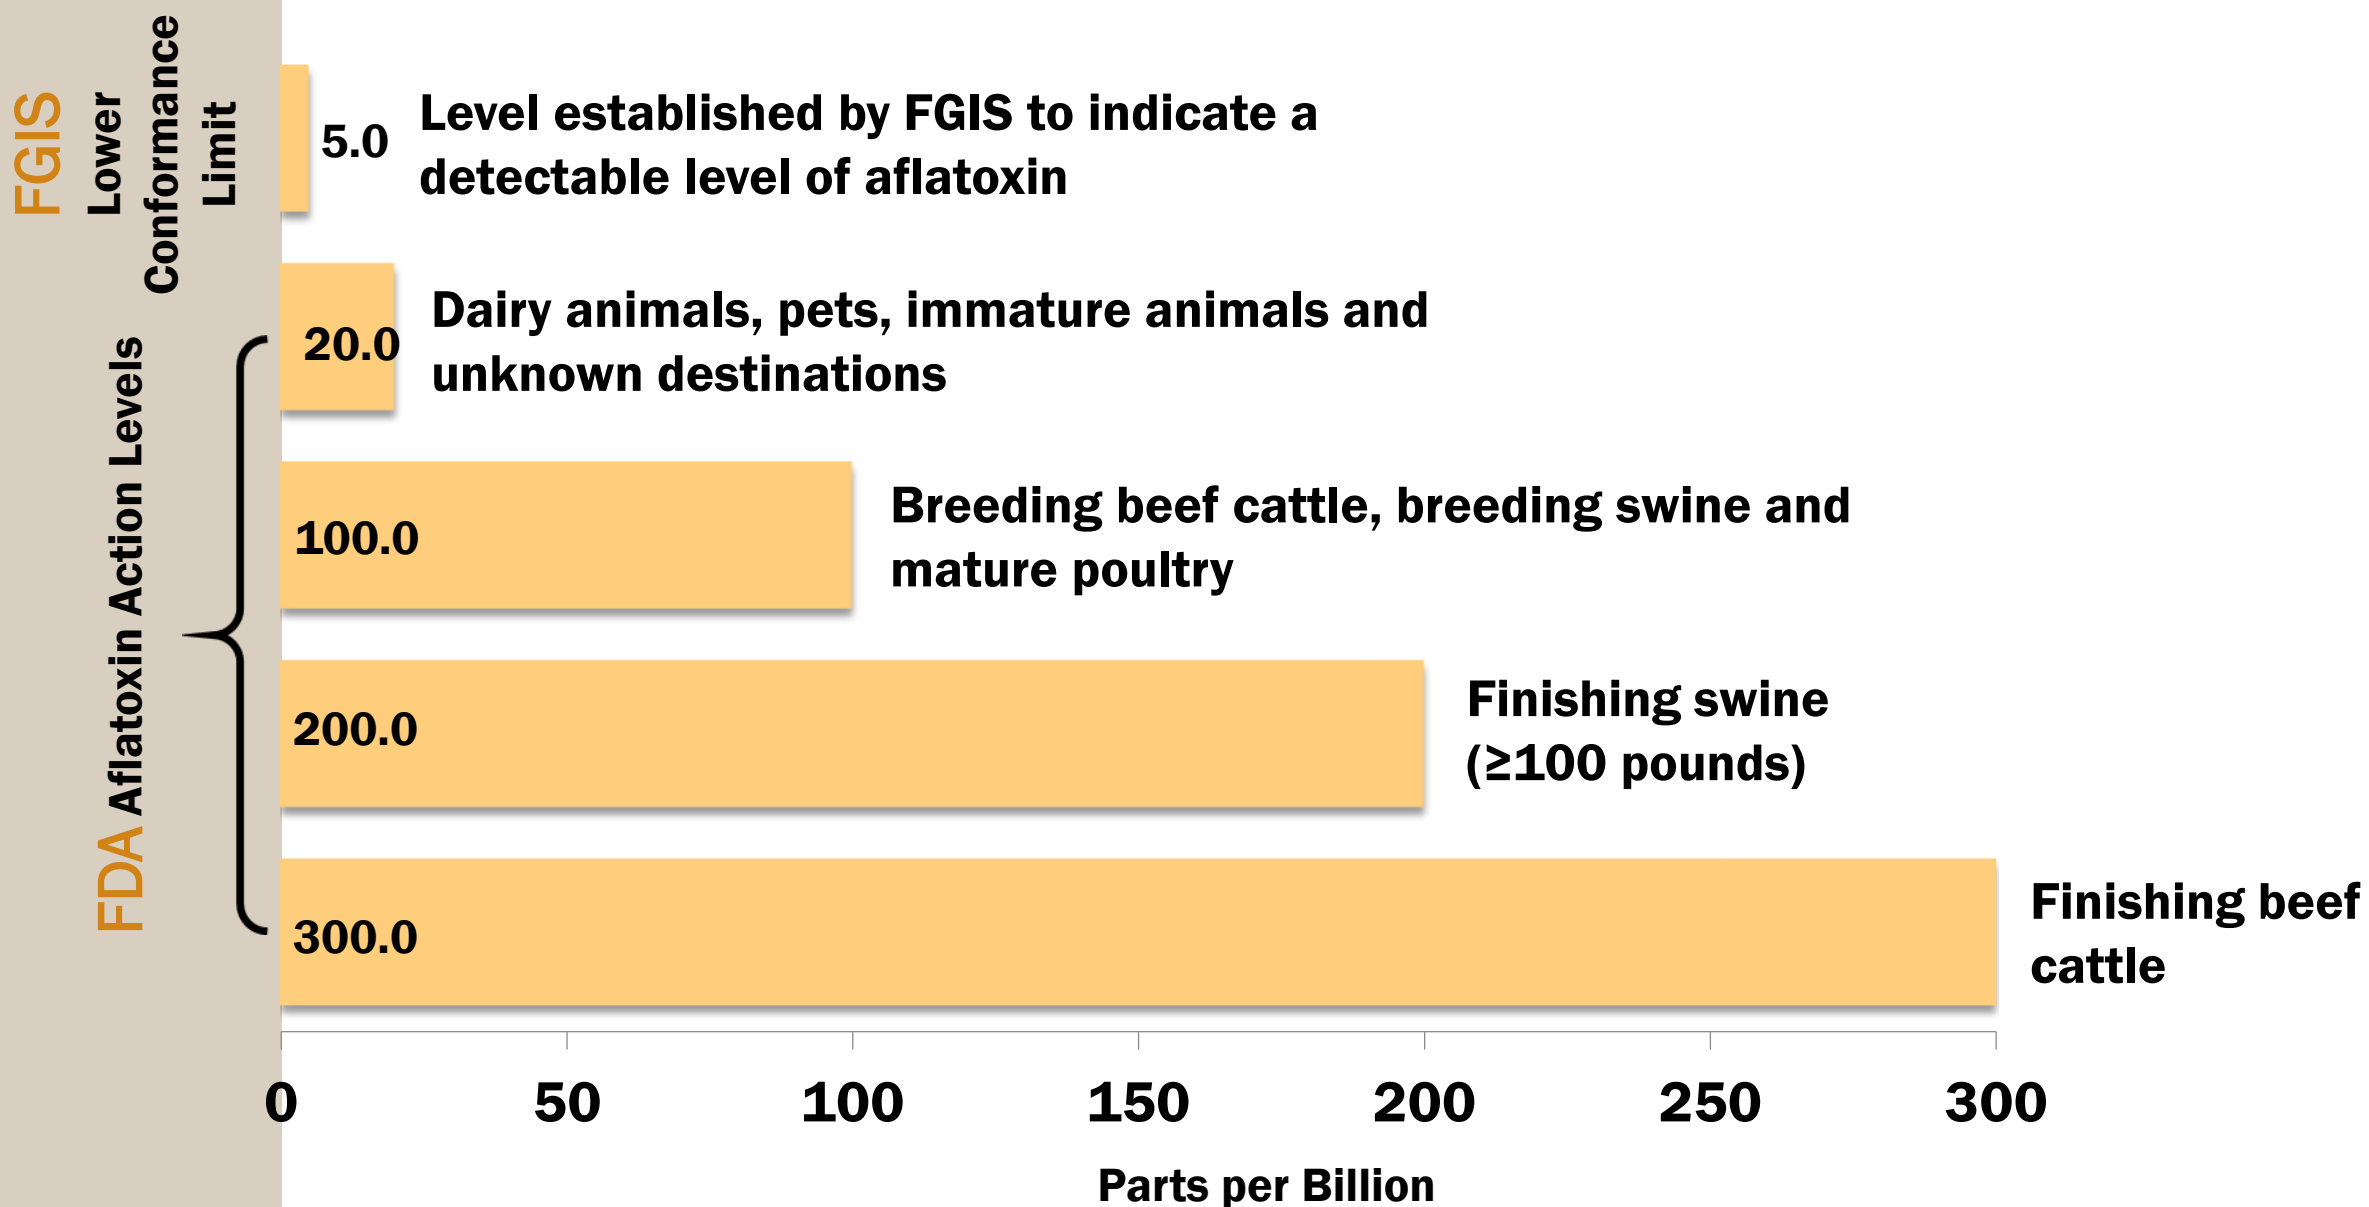 FGIS
Lower
Conformance
Limit
5.0
Level established by FGIS to indicate a
detectable level of aflatoxin
FDA Aflatoxin Action Levels
20.0
Dairy animals, pets, immature animals and
unknown destinations
100.0
Breeding beef cattle, breeding swine and
mature poultry
200.0
Finishing swine
(≥100 pounds)
300.0
Finishing beef
cattle
0 50 100 150 200 250 300
Parts per Billion